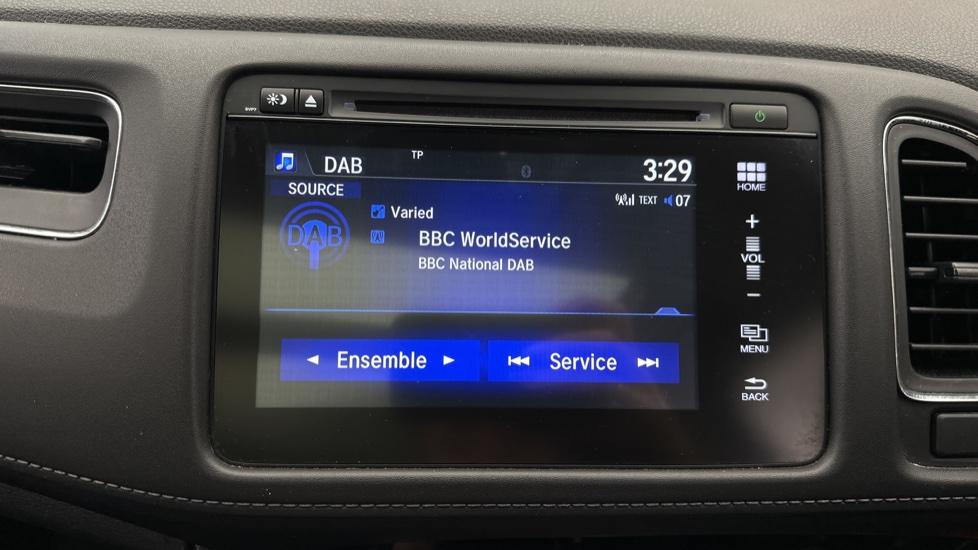 DAB
TP
3:29
SOURCE
TEXT 07
DAB
Varied
BBC WorldService
BBC National DAB
Ensemble
Service
HOME
+
VOL
−
MENU
BACK